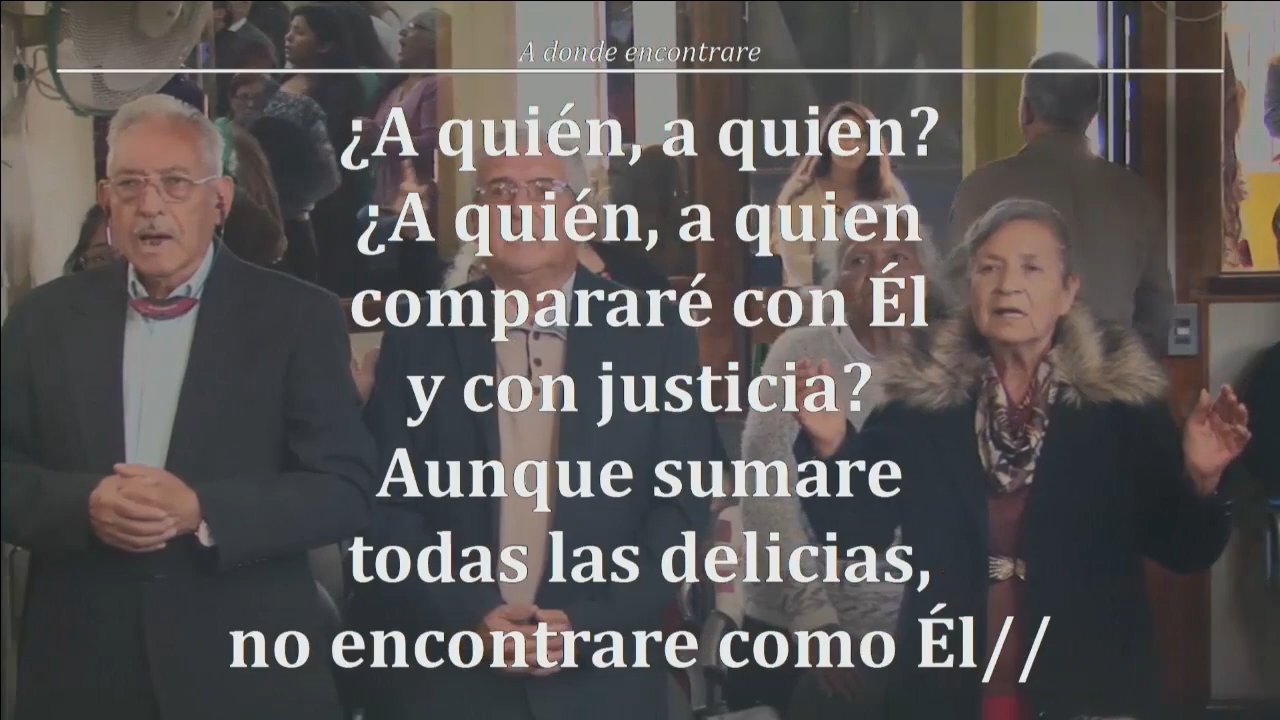 A donde encontrare
¿A quién, a quien?
¿A quién, a quien
compararé con Él
y con justicia?
Aunque sumare
todas las delicias,
no encontrare como Él//